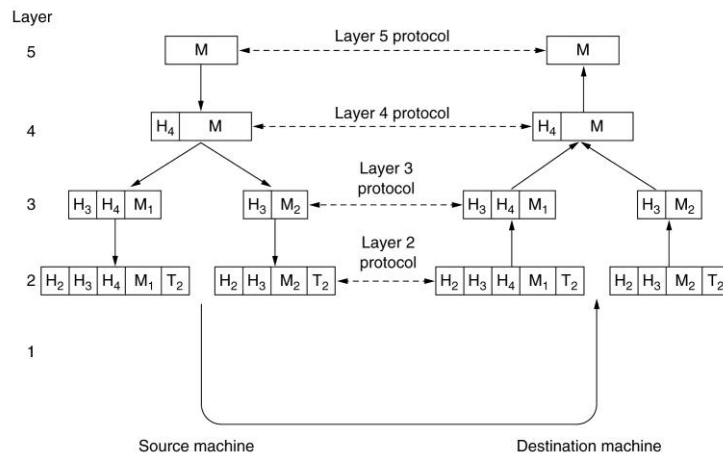 Layer
5 M Layer 5 protocol M
4 H₄ M Layer 4 protocol H₄ M
Layer 3
protocol
3 H₃ H₄ M₁ H₃ M₂ H₃ H₄ M₁ H₃ M₂
Layer 2
protocol
2 H₂ H₃ H₄ M₁ T₂ H₂ H₃ M₂ T₂ H₂ H₃ H₄ M₁ T₂ H₂ H₃ M₂ T₂
1
Source machine Destination machine